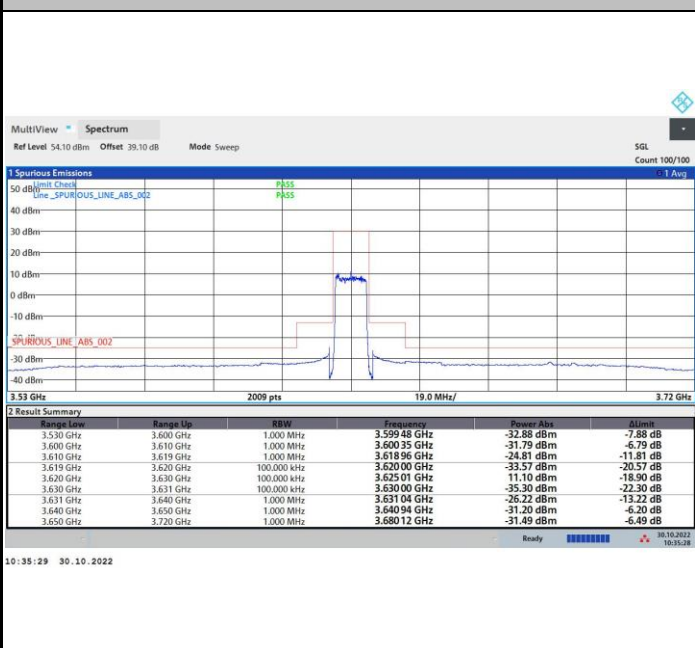 MultiView Spectrum
Ref Level 54.10 dBm Offset 39.10 dB Mode Sweep SGL
Count 100/100
1 Spurious Emissions 1 Avg
50 dBm Limit Check PASS
Line _SPURIOUS_LINE_ABS_002 PASS
40 dBm
30 dBm
20 dBm
10 dBm
0 dBm
-10 dBm
SPURIOUS_LINE_ABS_002
-30 dBm
-40 dBm
3.53 GHz 2009 pts 19.0 MHz/ 3.72 GHz
2 Result Summary
Range Low Range Up RBW Frequency Power Abs ΔLimit
3.530 GHz 3.600 GHz 1.000 MHz 3.599 48 GHz -32.88 dBm -7.88 dB
3.600 GHz 3.610 GHz 1.000 MHz 3.600 35 GHz -31.79 dBm -6.79 dB
3.610 GHz 3.619 GHz 1.000 MHz 3.618 96 GHz -24.81 dBm -11.81 dB
3.619 GHz 3.620 GHz 100.000 kHz 3.620 00 GHz -33.57 dBm -20.57 dB
3.620 GHz 3.630 GHz 100.000 kHz 3.625 01 GHz 11.10 dBm -18.90 dB
3.630 GHz 3.631 GHz 100.000 kHz 3.630 00 GHz -35.30 dBm -22.30 dB
3.631 GHz 3.640 GHz 1.000 MHz 3.631 04 GHz -26.22 dBm -13.22 dB
3.640 GHz 3.650 GHz 1.000 MHz 3.640 94 GHz -31.20 dBm -6.20 dB
3.650 GHz 3.720 GHz 1.000 MHz 3.680 12 GHz -31.49 dBm -6.49 dB
Ready 30.10.2022
10:35:28
10:35:29 30.10.2022